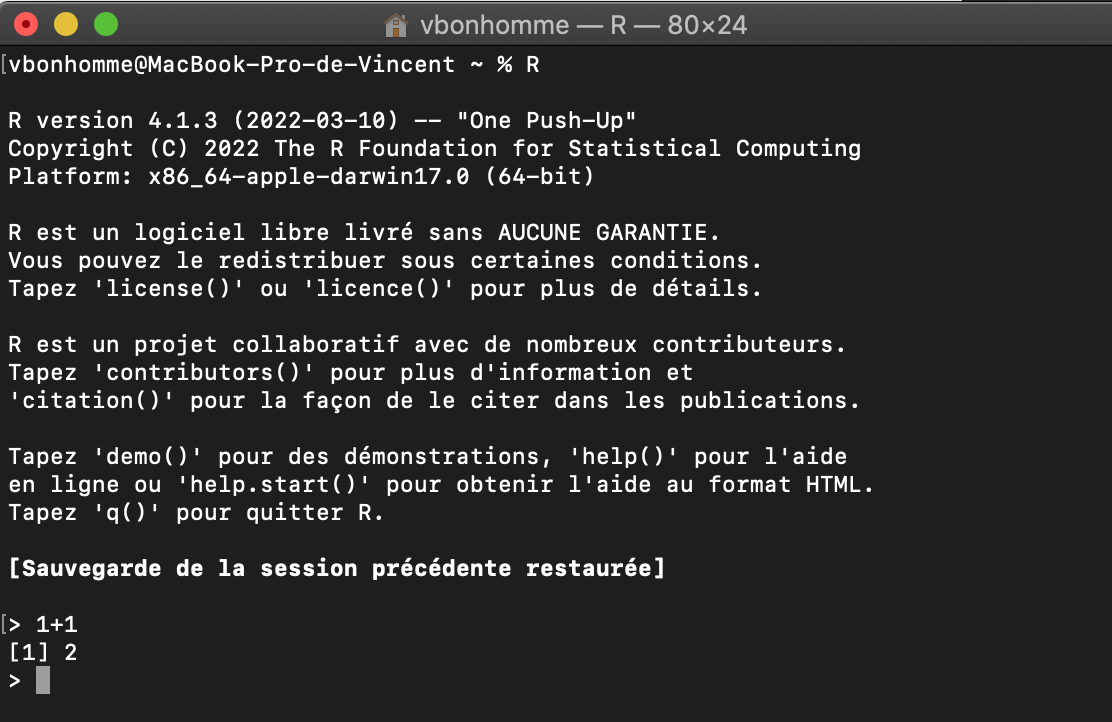 vbonhomme — R — 80×24
[vbonhomme@MacBook-Pro-de-Vincent ~ % R
R version 4.1.3 (2022-03-10) -- "One Push-Up"
Copyright (C) 2022 The R Foundation for Statistical Computing
Platform: x86_64-apple-darwin17.0 (64-bit)
R est un logiciel libre livré sans AUCUNE GARANTIE.
Vous pouvez le redistribuer sous certaines conditions.
Tapez 'license()' ou 'licence()' pour plus de détails.
R est un projet collaboratif avec de nombreux contributeurs.
Tapez 'contributors()' pour plus d'information et
'citation()' pour la façon de le citer dans les publications.
Tapez 'demo()' pour des démonstrations, 'help()' pour l'aide
en ligne ou 'help.start()' pour obtenir l'aide au format HTML.
Tapez 'q()' pour quitter R.
[Sauvegarde de la session précédente restaurée]
[> 1+1
[1] 2
>